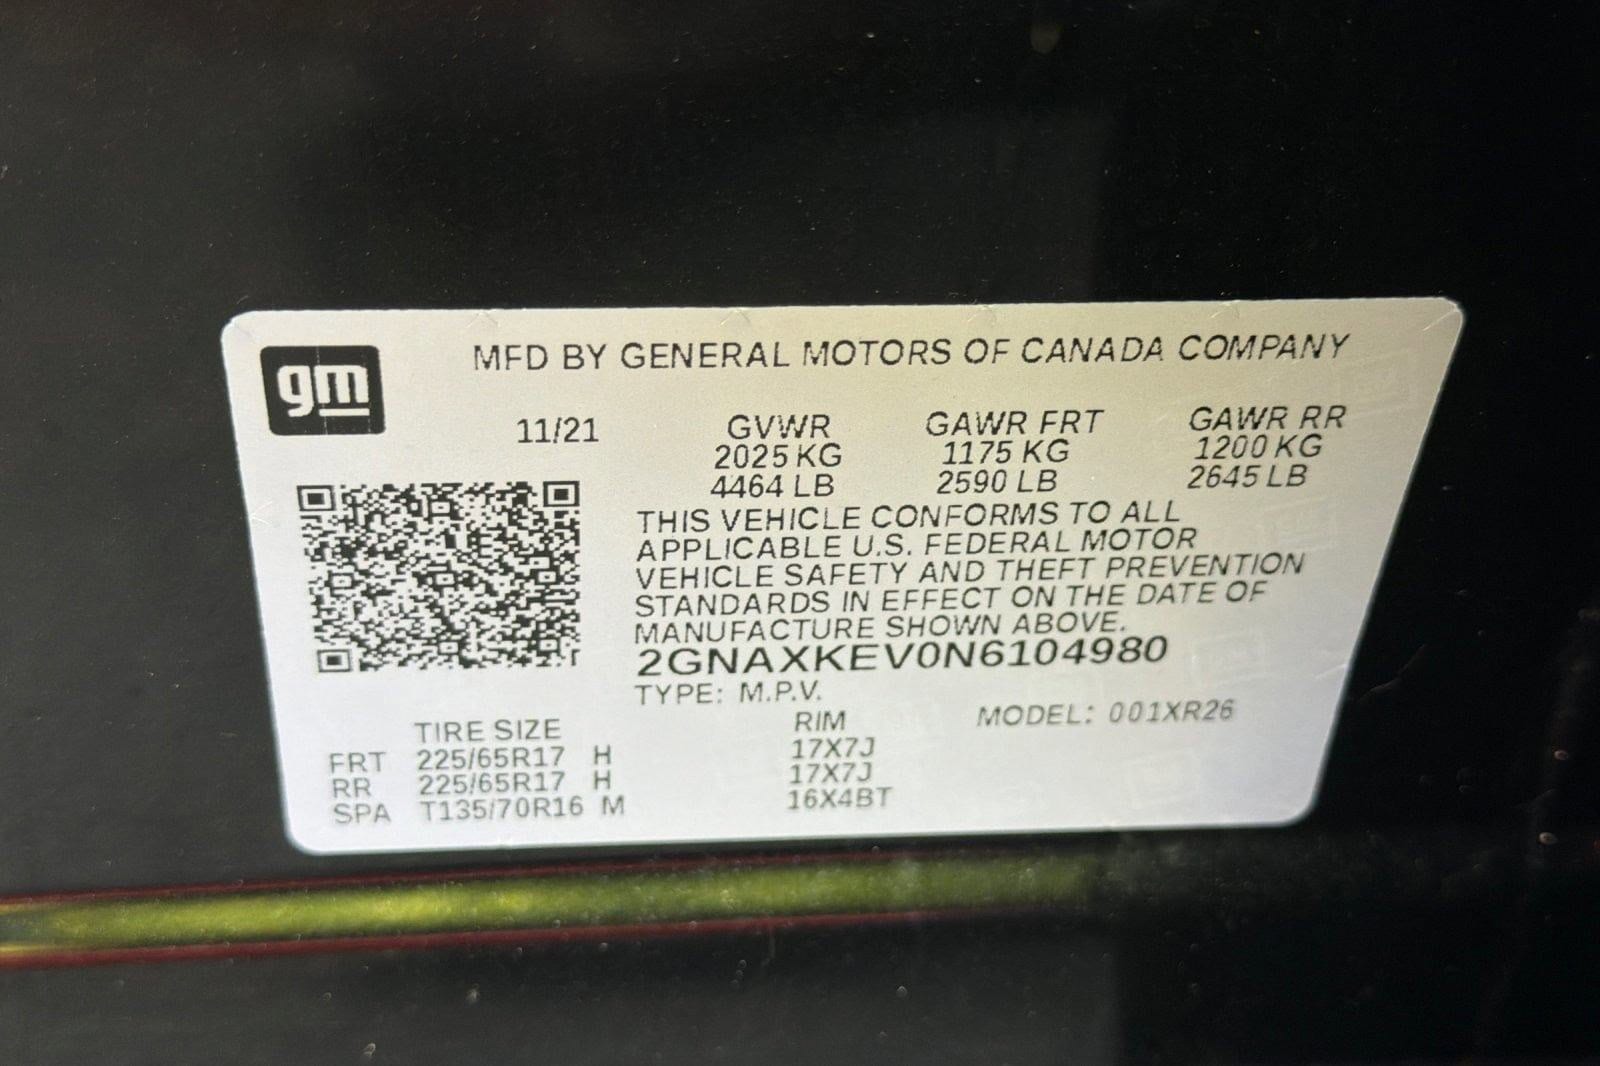 gm
MFD BY GENERAL MOTORS OF CANADA COMPANY
11/21 GVWR GAWR FRT GAWR RR
2025 KG 1175 KG 1200 KG
4464 LB 2590 LB 2645 LB
THIS VEHICLE CONFORMS TO ALL
APPLICABLE U.S. FEDERAL MOTOR
VEHICLE SAFETY AND THEFT PREVENTION
STANDARDS IN EFFECT ON THE DATE OF
MANUFACTURE SHOWN ABOVE.
2GNAXKEV0N6104980
TYPE: M.P.V.
TIRE SIZE RIM MODEL: 001XR26
FRT 225/65R17 H 17X7J
RR 225/65R17 H 17X7J
SPA T135/70R16 M 16X4BT